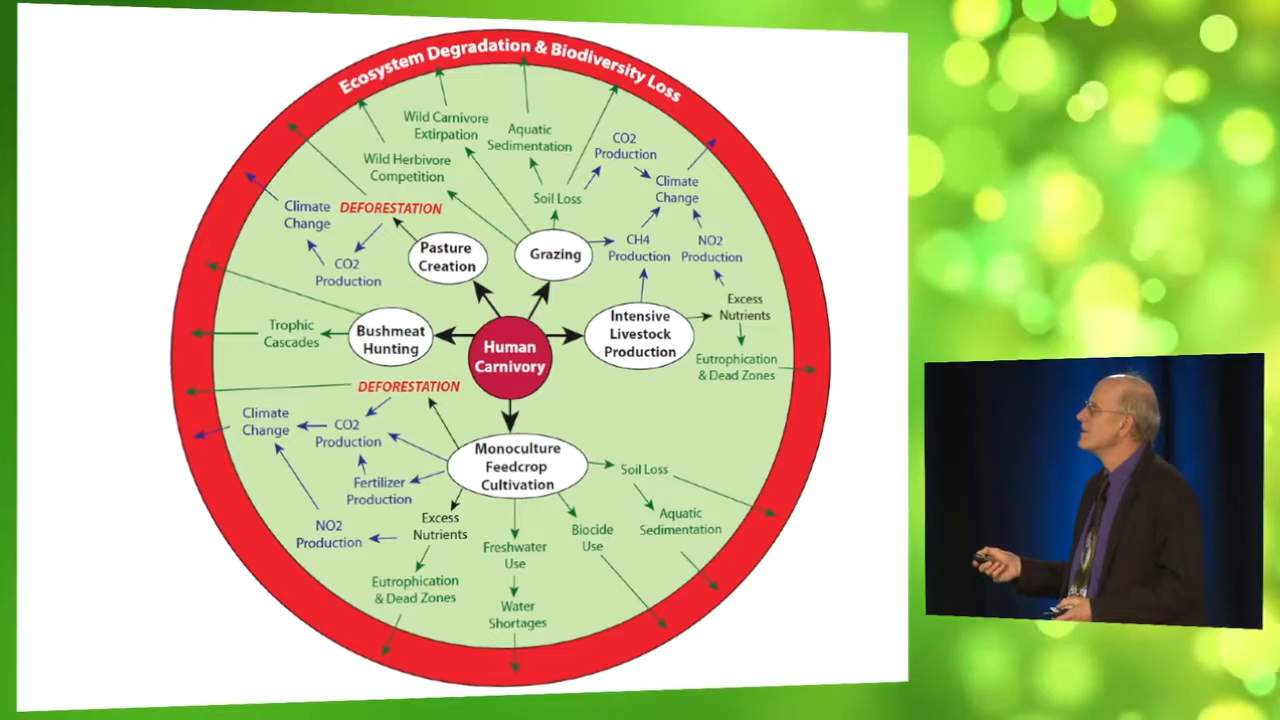 Ecosystem Degradation & Biodiversity Loss
Wild Carnivore
Extirpation
Aquatic
Sedimentation
CO2
Production
Wild Herbivore
Competition
Climate
Change
Soil Loss
Climate
Change
DEFORESTATION
Pasture
Creation
Grazing
CH4
Production
NO2
Production
CO2
Production
Excess
Nutrients
Intensive
Livestock
Production
Trophic
Cascades
Bushmeat
Hunting
Human
Carnivory
Eutrophication
& Dead Zones
DEFORESTATION
Climate
Change
CO2
Production
Monoculture
Feedcrop
Cultivation
Soil Loss
Fertilizer
Production
Aquatic
Sedimentation
NO2
Production
Excess
Nutrients
Freshwater
Use
Biocide
Use
Eutrophication
& Dead Zones
Water
Shortages